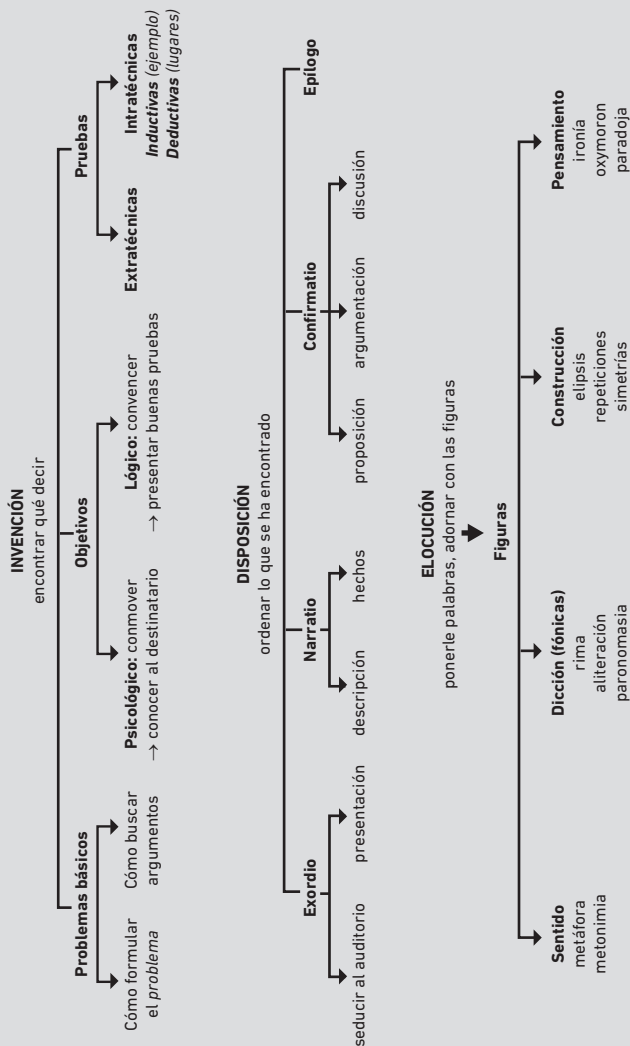 INVENCIÓN
encontrar qué decir
Problemas básicos
Cómo formular
el problema
Cómo buscar
argumentos
Objetivos
Psicológico: conmover
→ conocer al destinatario
Lógico: convencer
→ presentar buenas pruebas
Pruebas
Extratécnicas
Intratécnicas
Inductivas (ejemplo)
Deductivas (lugares)
DISPOSICIÓN
ordenar lo que se ha encontrado
Exordio
seducir al auditorio
presentación
Narratio
descripción
hechos
Confirmatio
proposición
argumentación
discusión
Epílogo
ELOCUCIÓN
ponerle palabras, adornar con las figuras
Figuras
Sentido
metáfora
metonimia
Dicción (fónicas)
rima
aliteración
paronomasia
Construcción
elipsis
repeticiones
simetrías
Pensamiento
ironía
oxymoron
paradoja